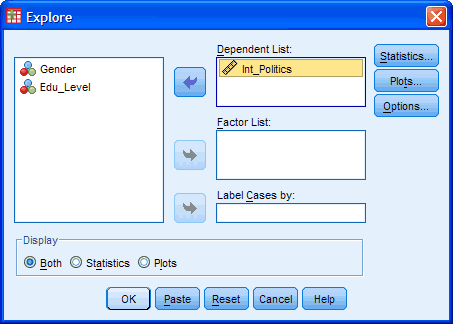 Explore
Gender
Edu_Level
Dependent List:
Int_Politics
Statistics...
Plots...
Options...
Factor List:
Label Cases by:
Display
Both Statistics Plots
OK Paste Reset Cancel Help